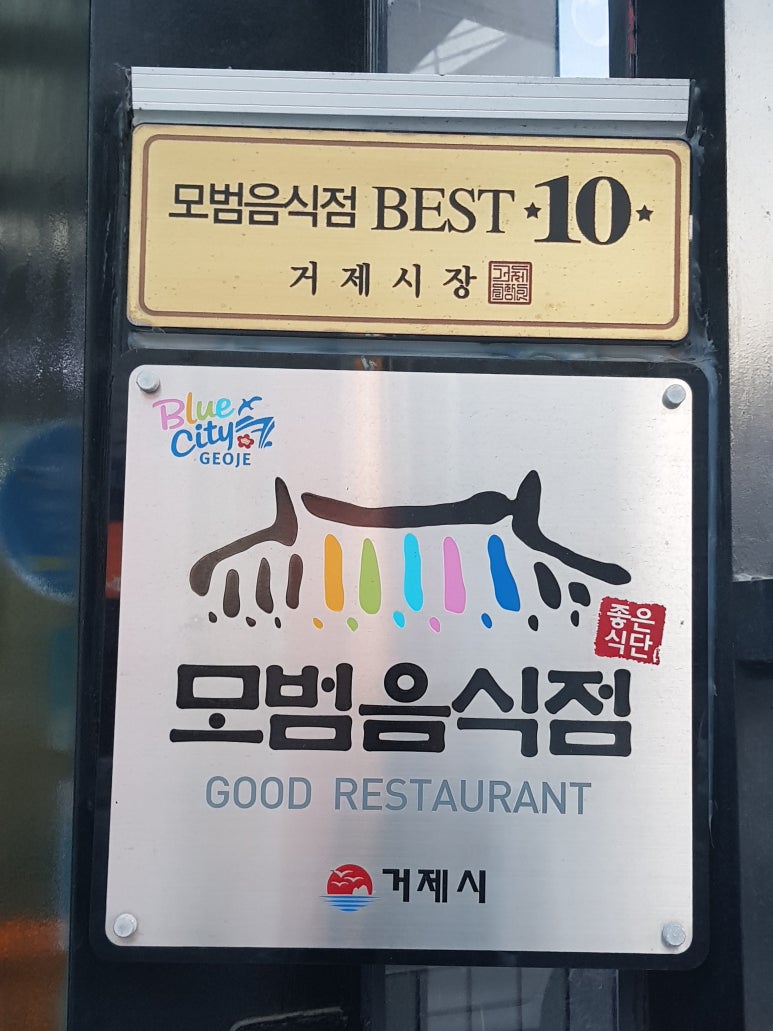 모범음식점 BEST ★10★
거제시장
Blue
City
GEOJE
좋은
식단
모범음식점
GOOD RESTAURANT
거제시